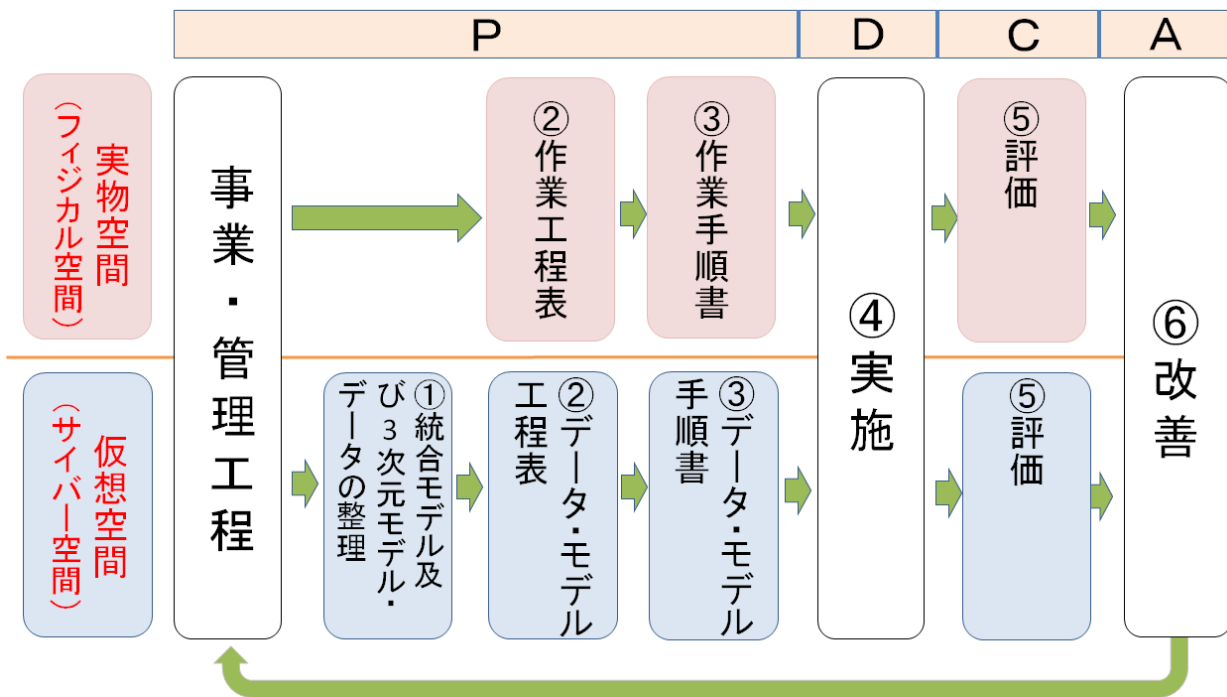 P
D
C
A
実物空間
(フィジカル空間)
事業・管理工程
②作業工程表
③作業手順書
④実施
⑤評価
⑥改善
仮想空間
(サイバー空間)
①統合モデル及
び3次元モデル・
データの整理
②データ・モデル
工程表
③データ・モデル
手順書
⑤評価